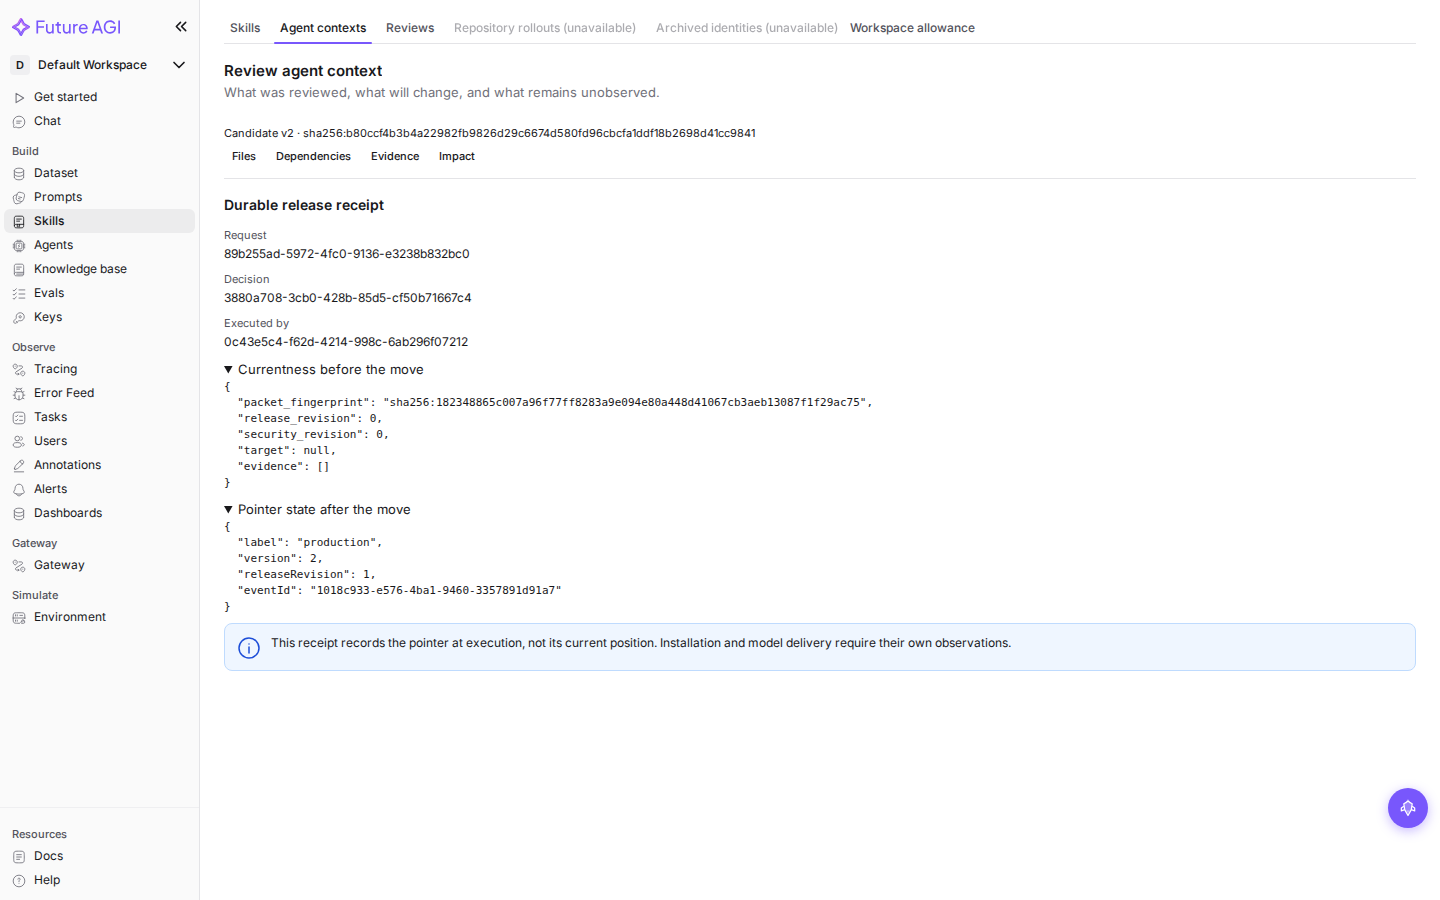 Future AGI
D Default Workspace
Get started
Chat
Build
Dataset
Prompts
Skills
Agents
Knowledge base
Evals
Keys
Observe
Tracing
Error Feed
Tasks
Users
Annotations
Alerts
Dashboards
Gateway
Gateway
Simulate
Environment
Resources
Docs
Help
Skills Agent contexts Reviews Repository rollouts (unavailable) Archived identities (unavailable) Workspace allowance
Review agent context
What was reviewed, what will change, and what remains unobserved.
Candidate v2 · sha256:b80ccf4b3b4a22982fb9826d29c6674d580fd96cbcfa1ddf18b2698d41cc9841
Files Dependencies Evidence Impact
Durable release receipt
Request
89b255ad-5972-4fc0-9136-e3238b832bc0
Decision
3880a708-3cb0-428b-85d5-cf50b71667c4
Executed by
0c43e5c4-f62d-4214-998c-6ab296f07212
▼ Currentness before the move
{
  "packet_fingerprint": "sha256:182348865c007a96f77ff8283a9e094e80a448d41067cb3aeb13087f1f29ac75",
  "release_revision": 0,
  "security_revision": 0,
  "target": null,
  "evidence": []
}
▼ Pointer state after the move
{
  "label": "production",
  "version": 2,
  "releaseRevision": 1,
  "eventId": "1018c933-e576-4ba1-9460-3357891d91a7"
}
This receipt records the pointer at execution, not its current position. Installation and model delivery require their own observations.